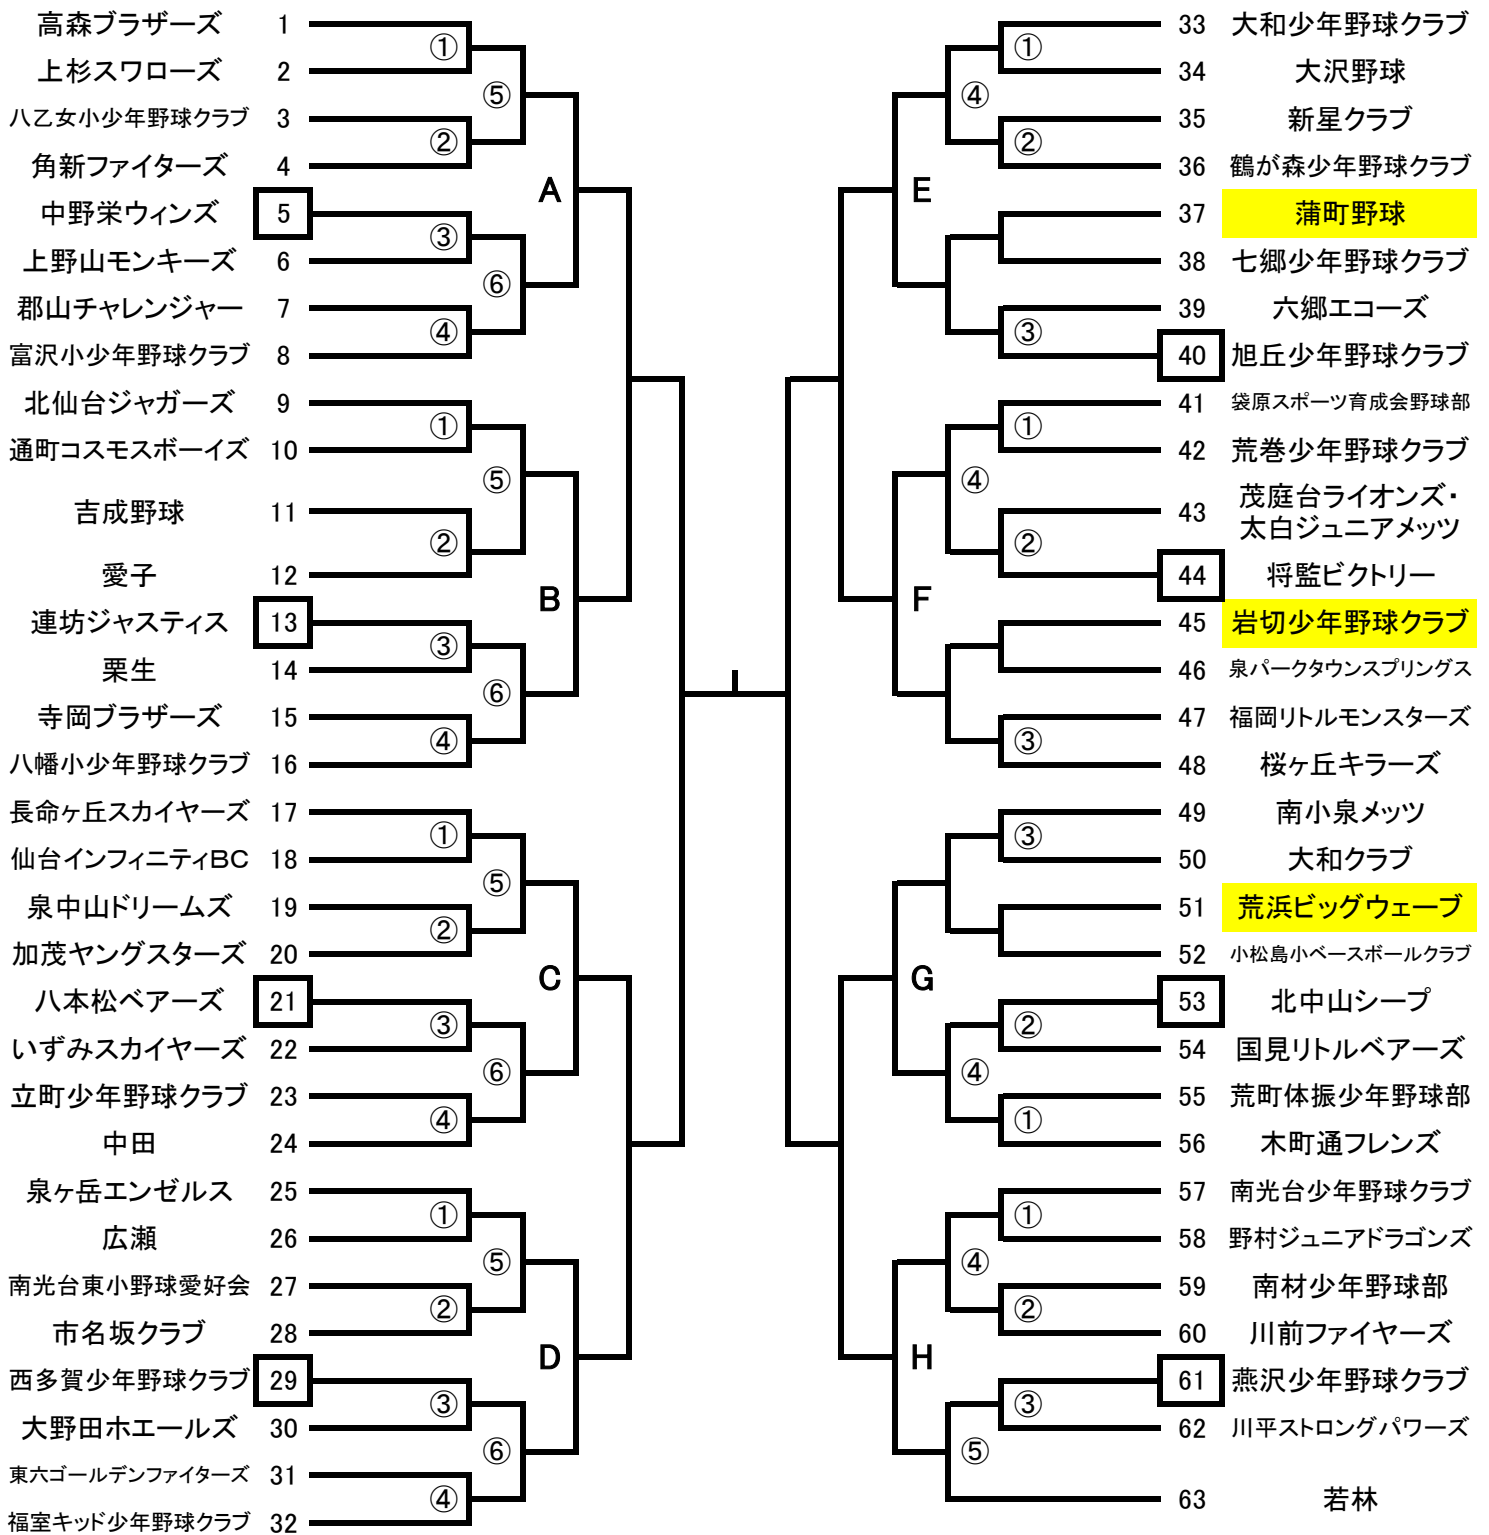 高森ブラザーズ 1
①
上杉スワローズ 2
⑤
八乙女小少年野球クラブ 3
②
角新ファイターズ 4
A
中野栄ウィンズ 5
③
上野山モンキーズ 6
⑥
郡山チャレンジャー 7
④
富沢小少年野球クラブ 8
北仙台ジャガーズ 9
①
通町コスモスボーイズ 10
⑤
吉成野球 11
②
愛子 12
B
連坊ジャスティス 13
③
栗生 14
⑥
寺岡ブラザーズ 15
④
八幡小少年野球クラブ 16
長命ヶ丘スカイヤーズ 17
①
仙台インフィニティBC 18
⑤
泉中山ドリームズ 19
②
加茂ヤングスターズ 20
C
八本松ベアーズ 21
③
いずみスカイヤーズ 22
⑥
立町少年野球クラブ 23
④
中田 24
泉ヶ岳エンゼルス 25
①
広瀬 26
⑤
南光台東小野球愛好会 27
②
市名坂クラブ 28
D
西多賀少年野球クラブ 29
③
大野田ホエールズ 30
⑥
東六ゴールデンファイターズ 31
④
福室キッド少年野球クラブ 32
33 大和少年野球クラブ
①
34 大沢野球
④
35 新星クラブ
②
36 鶴が森少年野球クラブ
E
37 蒲町野球
38 七郷少年野球クラブ
39 六郷エコーズ
③
40 旭丘少年野球クラブ
41 袋原スポーツ育成会野球部
①
42 荒巻少年野球クラブ
④
43 茂庭台ライオンズ・
太白ジュニアメッツ
②
44 将監ビクトリー
F
45 岩切少年野球クラブ
46 泉パークタウンスプリングス
47 福岡リトルモンスターズ
③
48 桜ヶ丘キラーズ
49 南小泉メッツ
③
50 大和クラブ
51 荒浜ビッグウェーブ
52 小松島小ベースボールクラブ
G
53 北中山シープ
②
54 国見リトルベアーズ
④
55 荒町体振少年野球部
①
56 木町通フレンズ
57 南光台少年野球クラブ
①
58 野村ジュニアドラゴンズ
④
59 南材少年野球部
②
60 川前ファイヤーズ
H
61 燕沢少年野球クラブ
③
62 川平ストロングパワーズ
⑤
63 若林